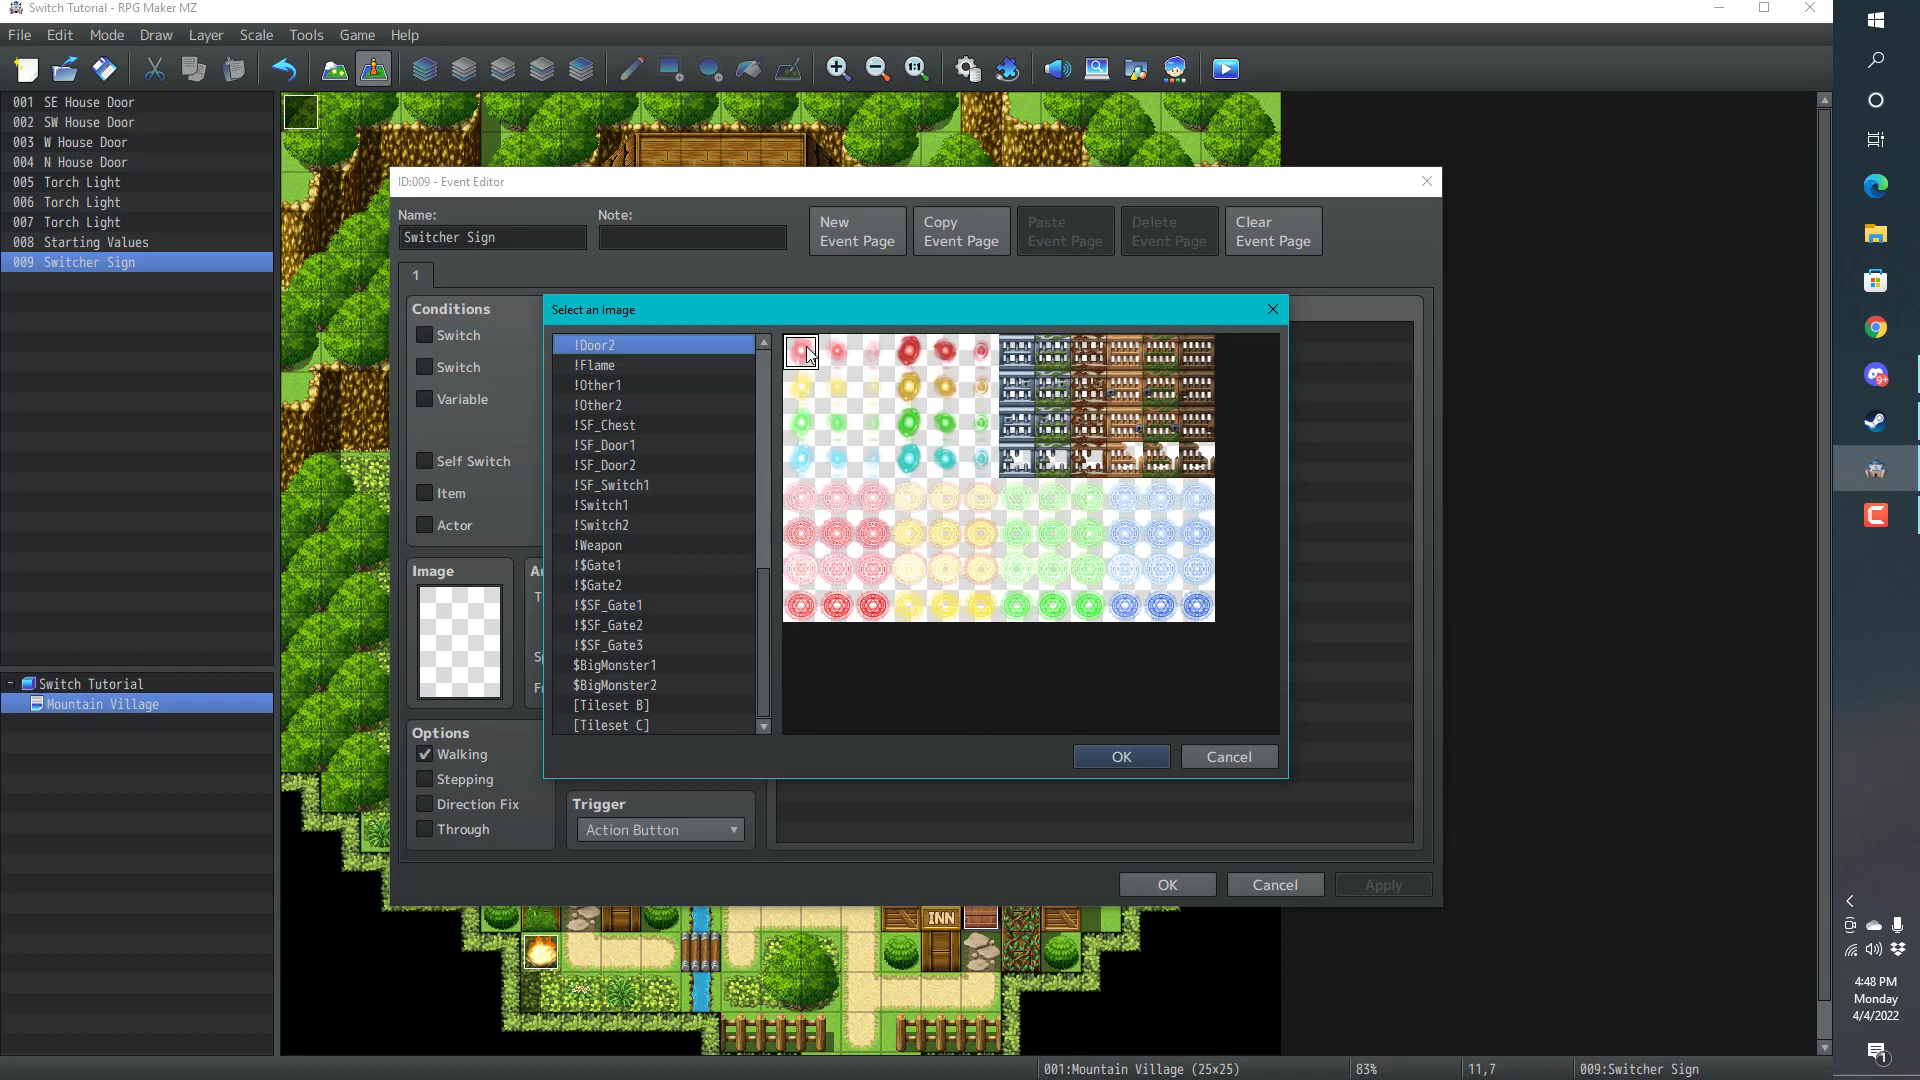 Switch Tutorial - RPG Maker MZ
File Edit Mode Draw Layer Scale Tools Game Help
1:1
001 SE House Door
002 SW House Door
003 W House Door
004 N House Door
005 Torch Light
006 Torch Light
007 Torch Light
008 Starting Values
009 Switcher Sign
Switch Tutorial
Mountain Village
ID:009 - Event Editor
Name:
Switcher Sign
Note:
New
Event Page
Copy
Event Page
Paste
Event Page
Delete
Event Page
Clear
Event Page
1
Conditions
Switch
Switch
Variable
Self Switch
Item
Actor
Image
Options
Walking
Stepping
Direction Fix
Through
Trigger
Action Button
OK
Cancel
Apply
Select an Image
!Door2
!Flame
!Other1
!Other2
!SF_Chest
!SF_Door1
!SF_Door2
!SF_Switch1
!Switch1
!Switch2
!Weapon
!$Gate1
!$Gate2
!$SF_Gate1
!$SF_Gate2
!$SF_Gate3
$BigMonster1
$BigMonster2
[Tileset B]
[Tileset C]
OK
Cancel
INN
001:Mountain Village (25x25)
83%
11,7
009:Switcher Sign
9+
4:48 PM
Monday
4/4/2022
1